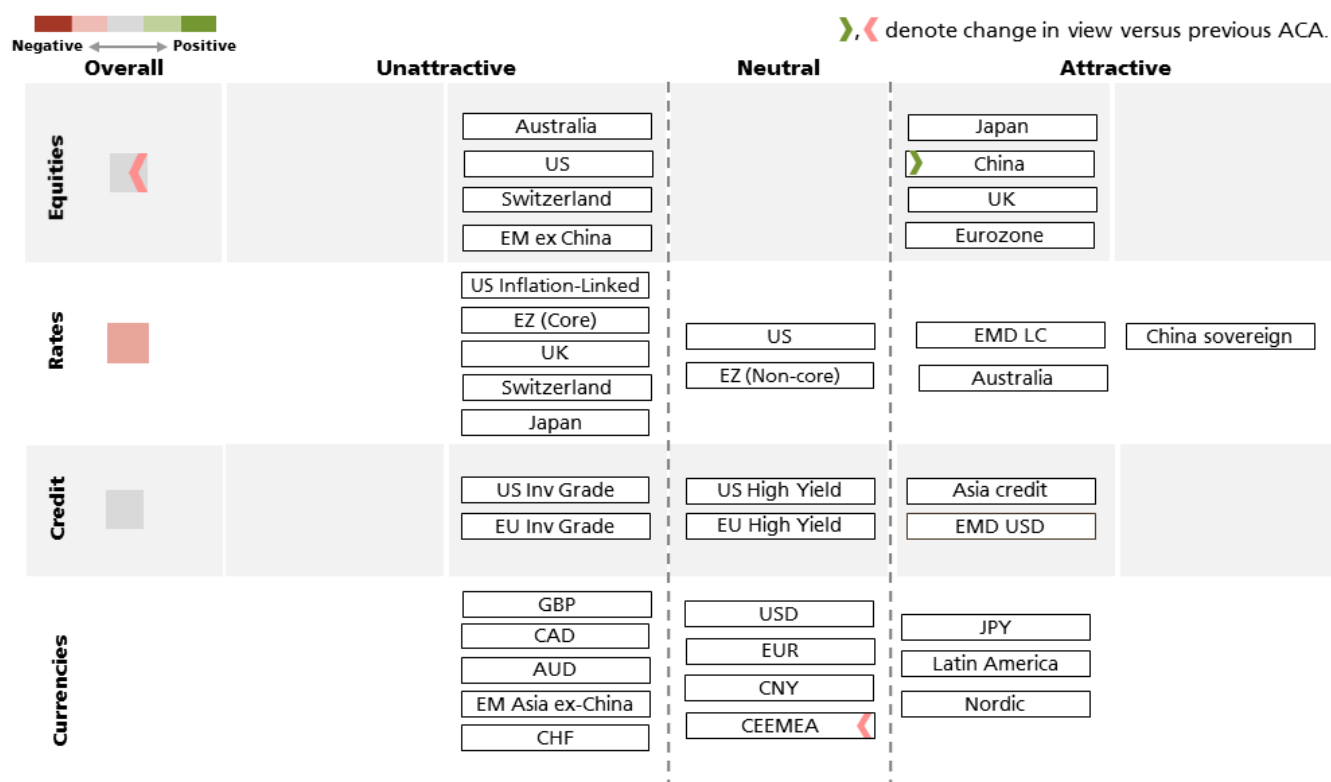 ❯,❮ denote change in view versus previous ACA.
Negative Positive
Overall Unattractive Neutral Attractive
Equities
Australia Japan
US China
Switzerland UK
EM ex China Eurozone
Rates
US Inflation-Linked
EZ (Core) US EMD LC China sovereign
UK
EZ (Non-core) Australia
Switzerland
Japan
Credit
US Inv Grade US High Yield Asia credit
EU Inv Grade EU High Yield EMD USD
Currencies
GBP USD JPY
CAD EUR Latin America
AUD CNY Nordic
EM Asia ex-China CEEMEA
CHF